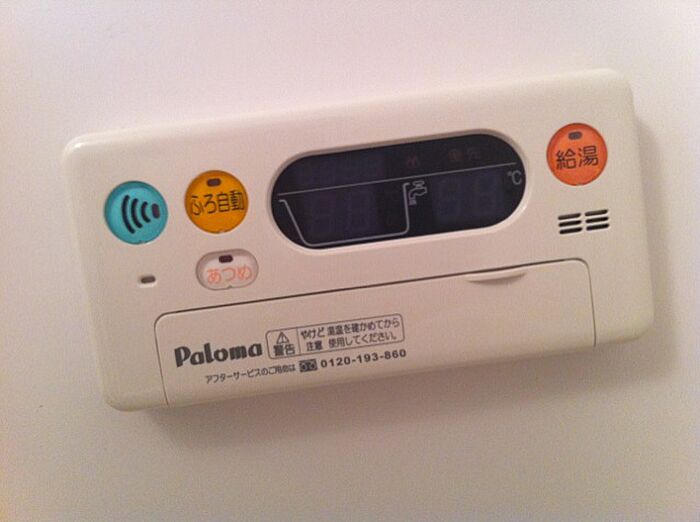 給湯
ふろ自動
優先
℃
あつめ
Paloma
警告
やけど 湯温を確かめてから
注意 使用してください。
アフターサービスのご用命は 0120-193-860